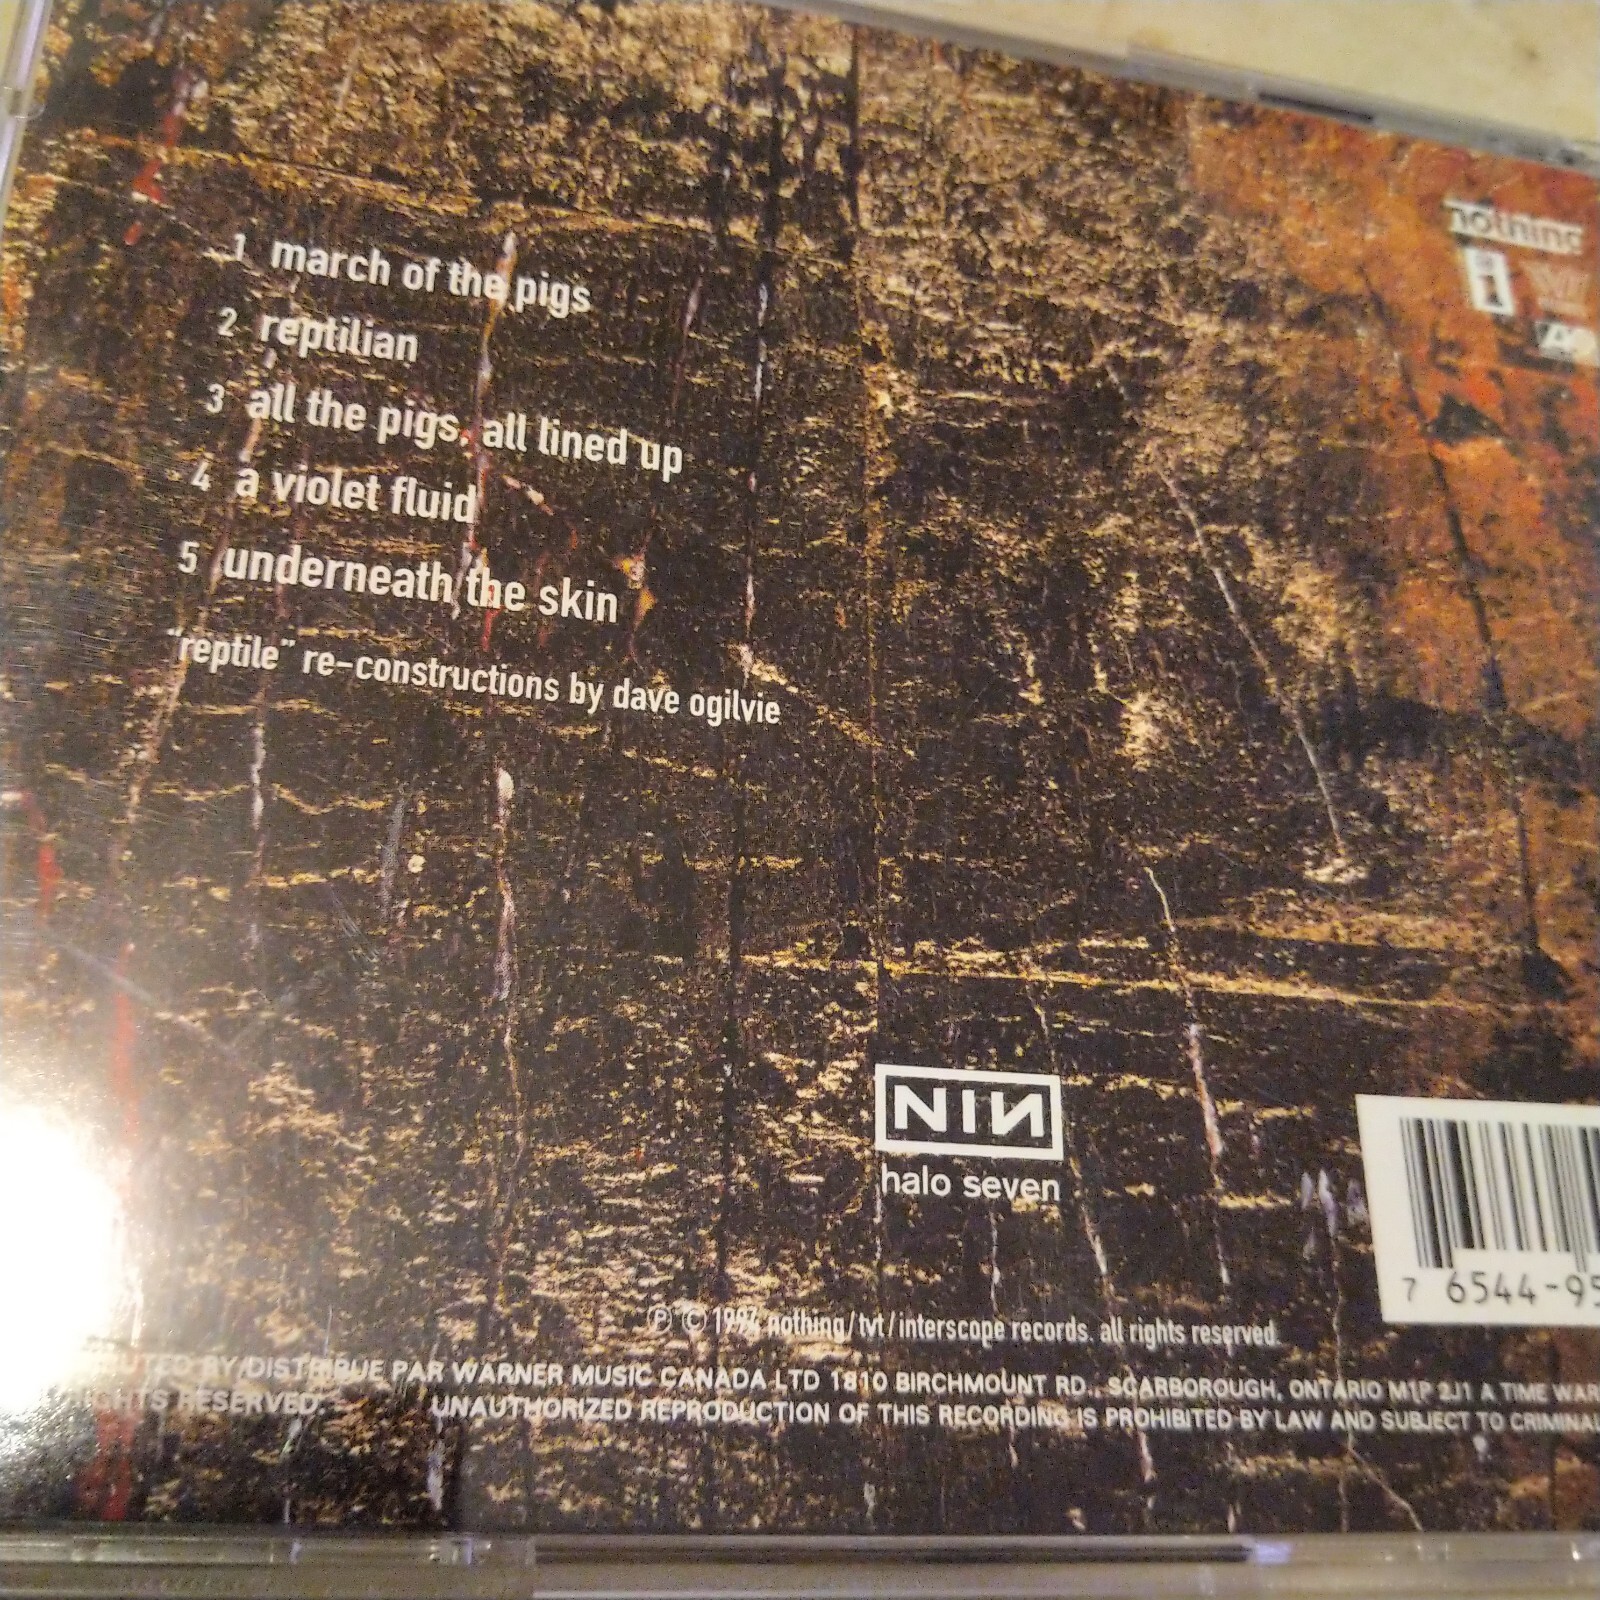 1 march of the pigs
2 reptilian
3 all the pigs, all lined up
4 a violet fluid
5 underneath the skin
"reptile" re-constructions by dave ogilvie
nothing
NIN
halo seven
7 6544-95
℗ © 1994 nothing/tvt/interscope records. all rights reserved.
BY/DISTRIBUE PAR WARNER MUSIC CANADA LTD 1810 BIRCHMOUNT RD., SCARBOROUGH, ONTARIO M1P 2J1 A TIME WAR
RESERVED. UNAUTHORIZED REPRODUCTION OF THIS RECORDING IS PROHIBITED BY LAW AND SUBJECT TO CRIMINAL